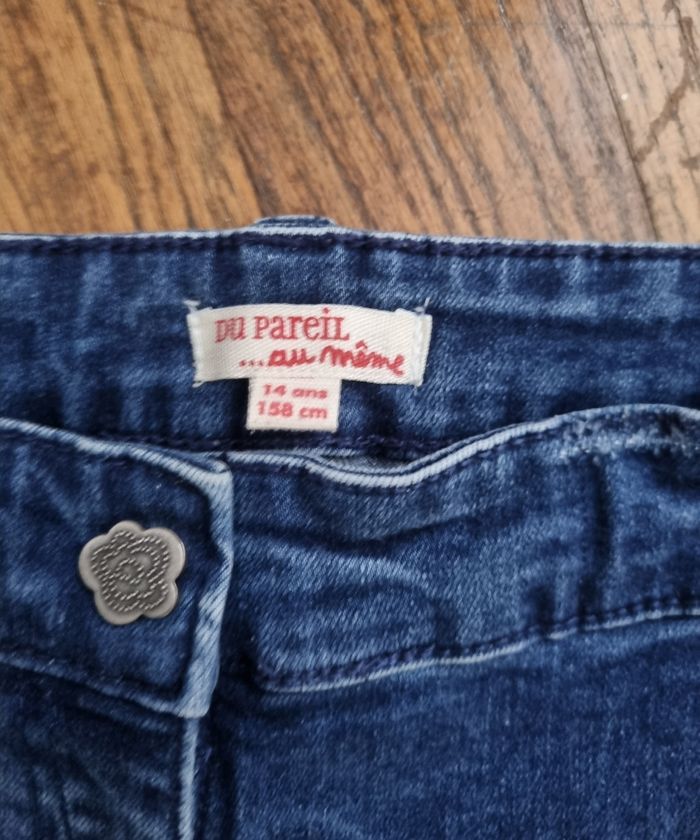 DU PAREIL
...au même
14 ans
158 cm